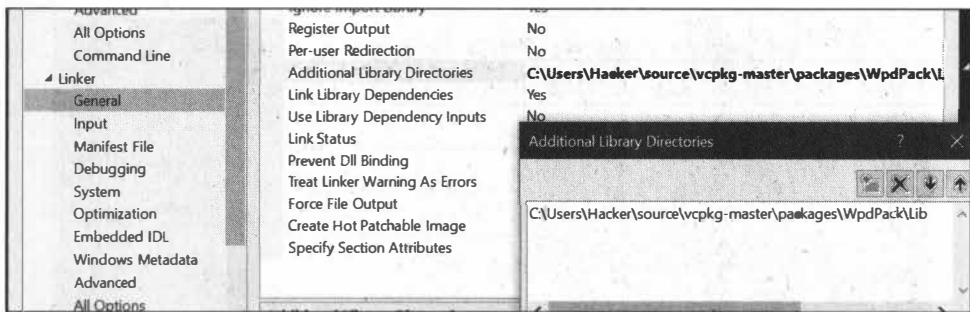 Advanced
All Options
Command Line
Linker
General
Input
Manifest File
Debugging
System
Optimization
Embedded IDL
Windows Metadata
Advanced
All Options
Ignore Import Library Yes
Register Output No
Per-user Redirection No
Additional Library Directories C:\Users\Hacker\source\vcpkg-master\packages\WpdPack\L
Link Library Dependencies Yes
Use Library Dependency Inputs No
Link Status
Prevent Dll Binding
Treat Linker Warning As Errors
Force File Output
Create Hot Patchable Image
Specify Section Attributes
Additional Library Directories ?
C:\Users\Hacker\source\vcpkg-master\packages\WpdPack\Lib